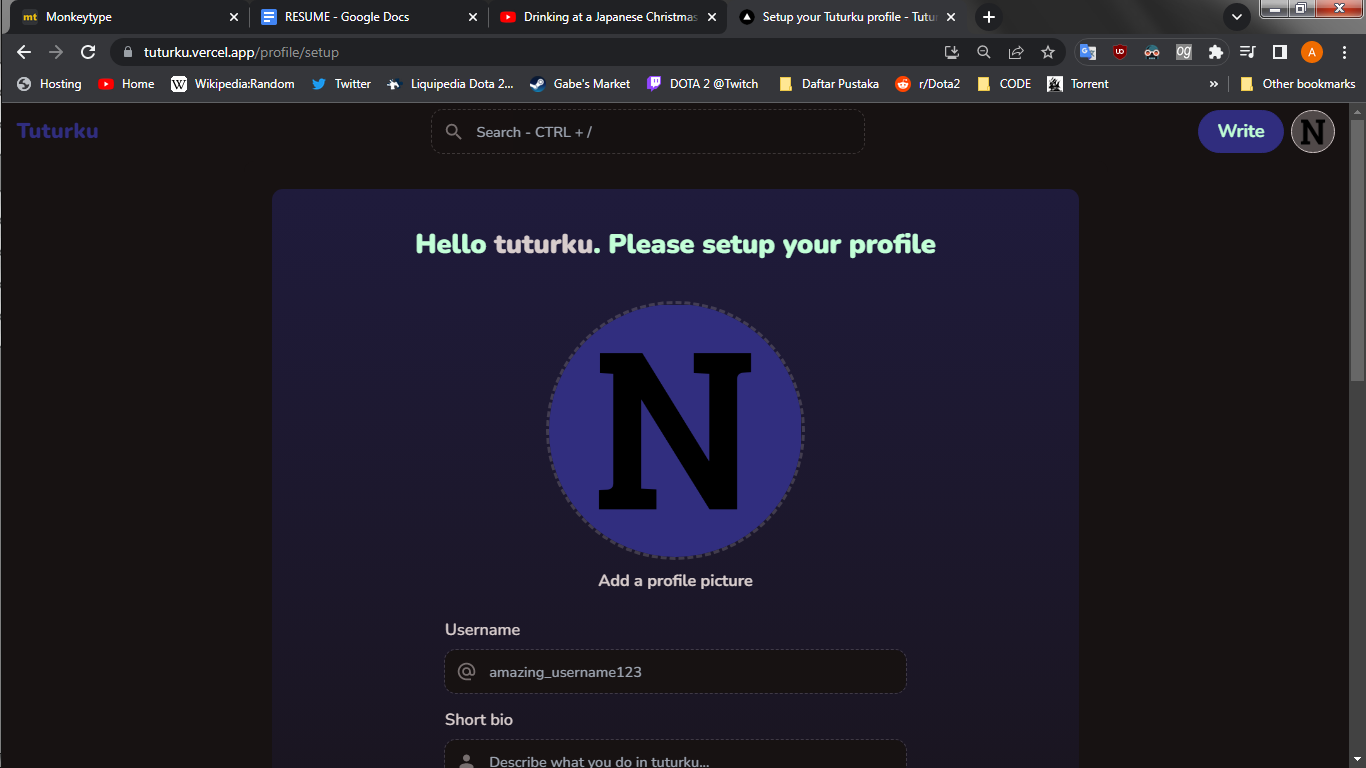 mt Monkeytype
RESUME - Google Docs
Drinking at a Japanese Christmas
Setup your Tuturku profile - Tutur
tuturku.vercel.app/profile/setup
UD
og
A
Hosting
Home
W Wikipedia:Random
Twitter
Liquipedia Dota 2...
Gabe's Market
DOTA 2 @Twitch
Daftar Pustaka
r/Dota2
CODE
Torrent
»
Other bookmarks
Tuturku
Search - CTRL + /
Write
N
Hello tuturku. Please setup your profile
N
Add a profile picture
Username
@ amazing_username123
Short bio
Describe what you do in tuturku...